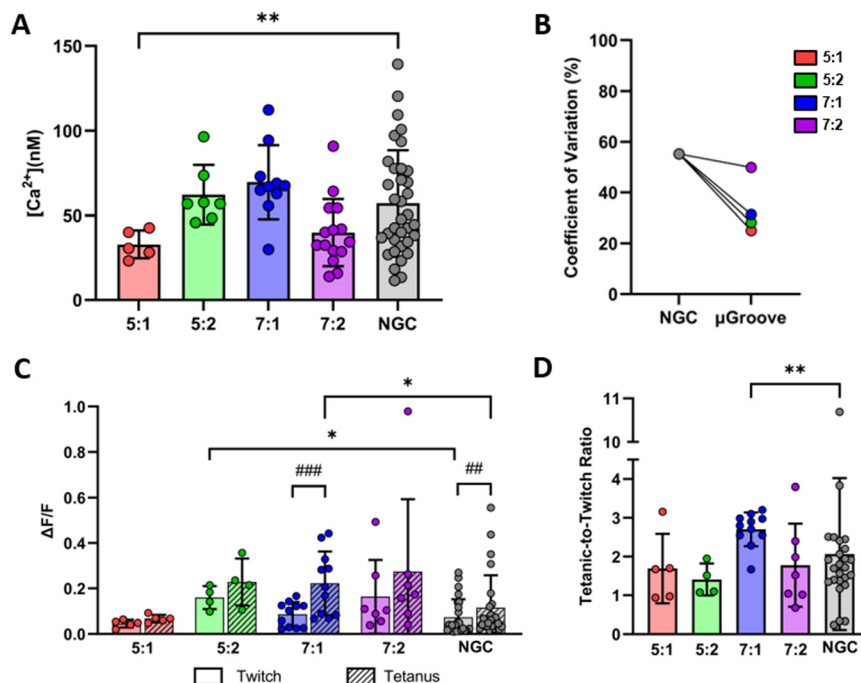 A
**
[Ca2+](nM)
150
100
50
0
5:1 5:2 7:1 7:2 NGC
B
Coefficient of Variation (%)
100
80
60
40
20
0
NGC µGroove
5:1
5:2
7:1
7:2
C
*
*
###
##
ΔF/F
1.0
0.8
0.6
0.4
0.2
0.0
5:1 5:2 7:1 7:2 NGC
Twitch Tetanus
D
**
Tetanic-to-Twitch Ratio
11
10
4
3
2
1
0
5:1 5:2 7:1 7:2 NGC